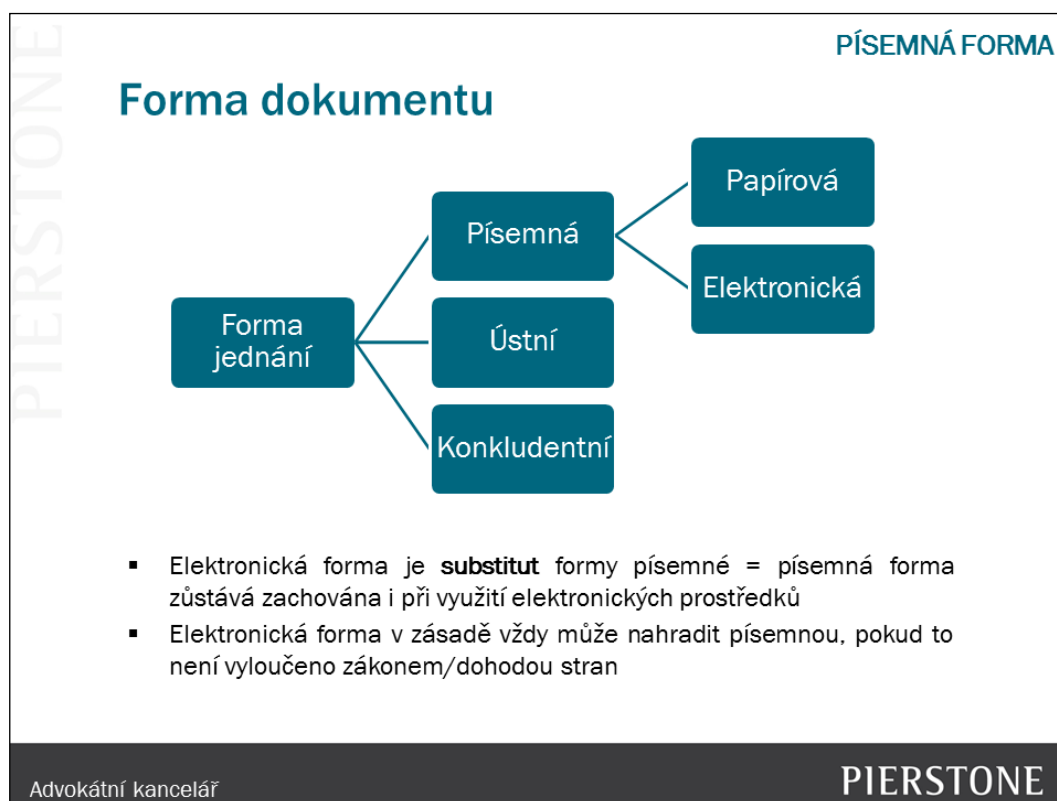 PIERSTONE
PÍSEMNÁ FORMA
Forma dokumentu
Forma
jednání
Písemná
Ústní
Konkludentní
Papírová
Elektronická
▪ Elektronická forma je substitut formy písemné = písemná forma
zůstává zachována i při využití elektronických prostředků
▪ Elektronická forma v zásadě vždy může nahradit písemnou, pokud to
není vyloučeno zákonem/dohodou stran
Advokátní kancelář
PIERSTONE